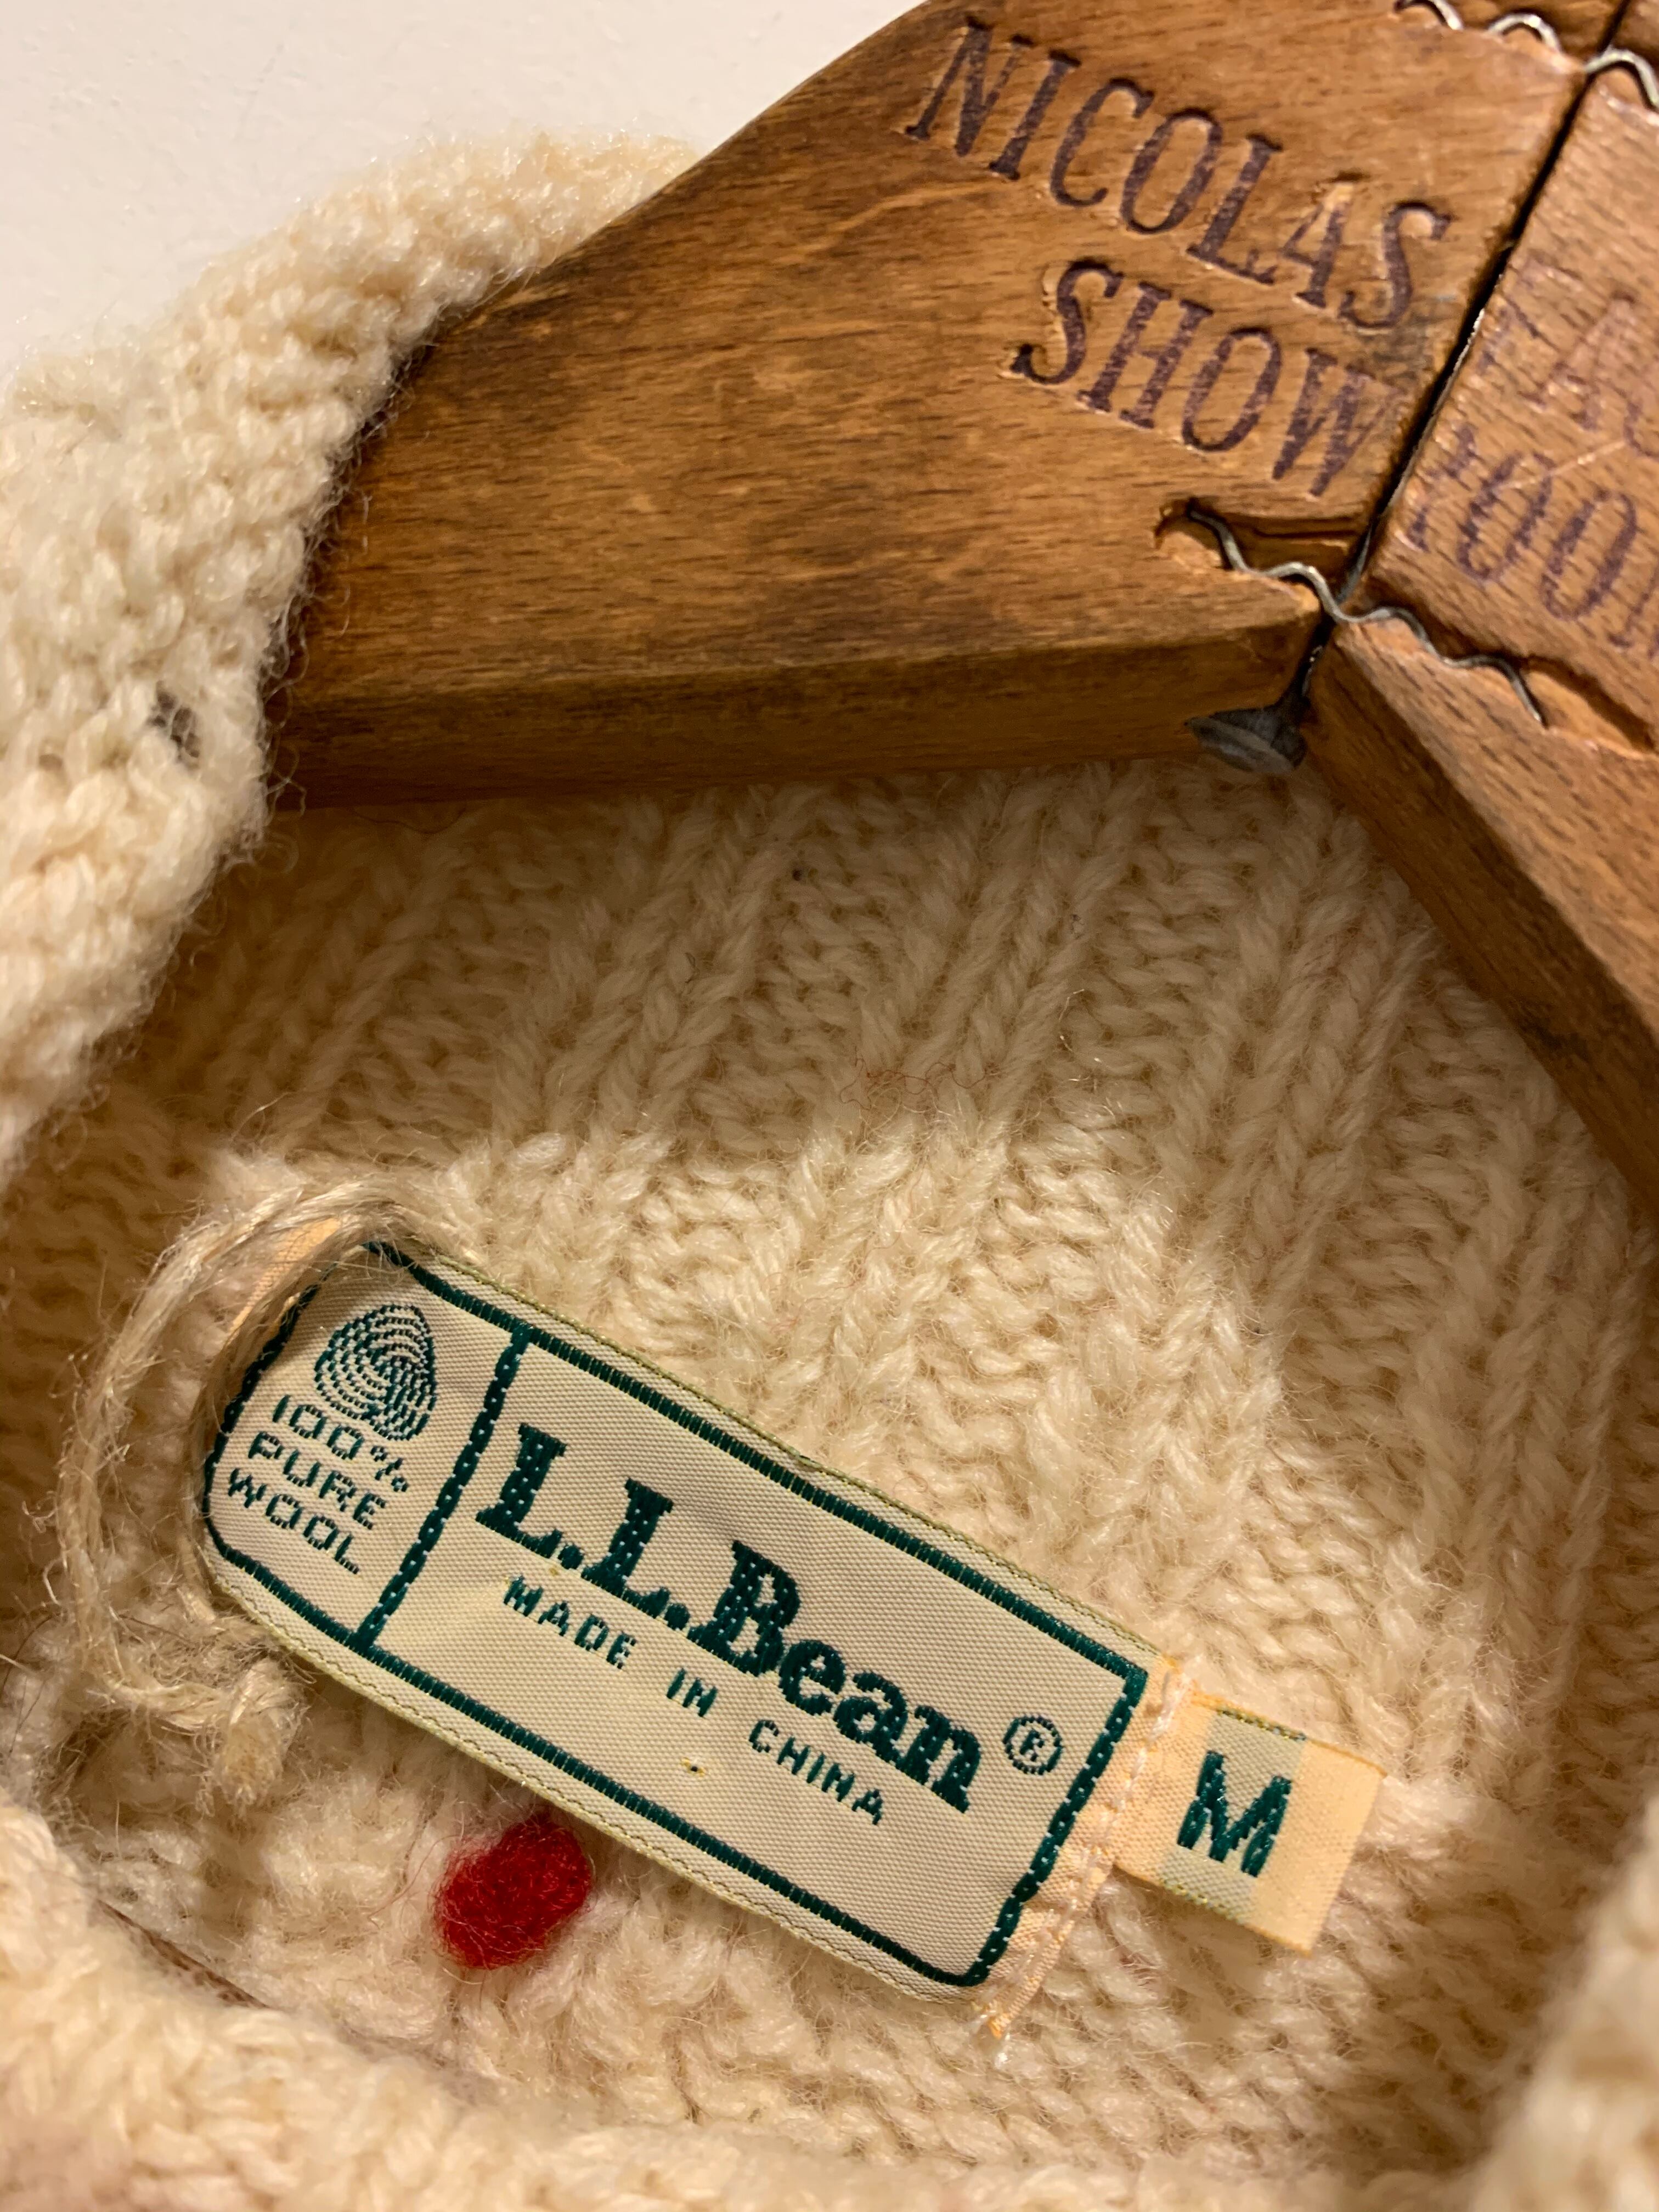 NICOLAS
SHOW
100%
PURE
WOOL
L.L.Bean®
MADE IN CHINA
M